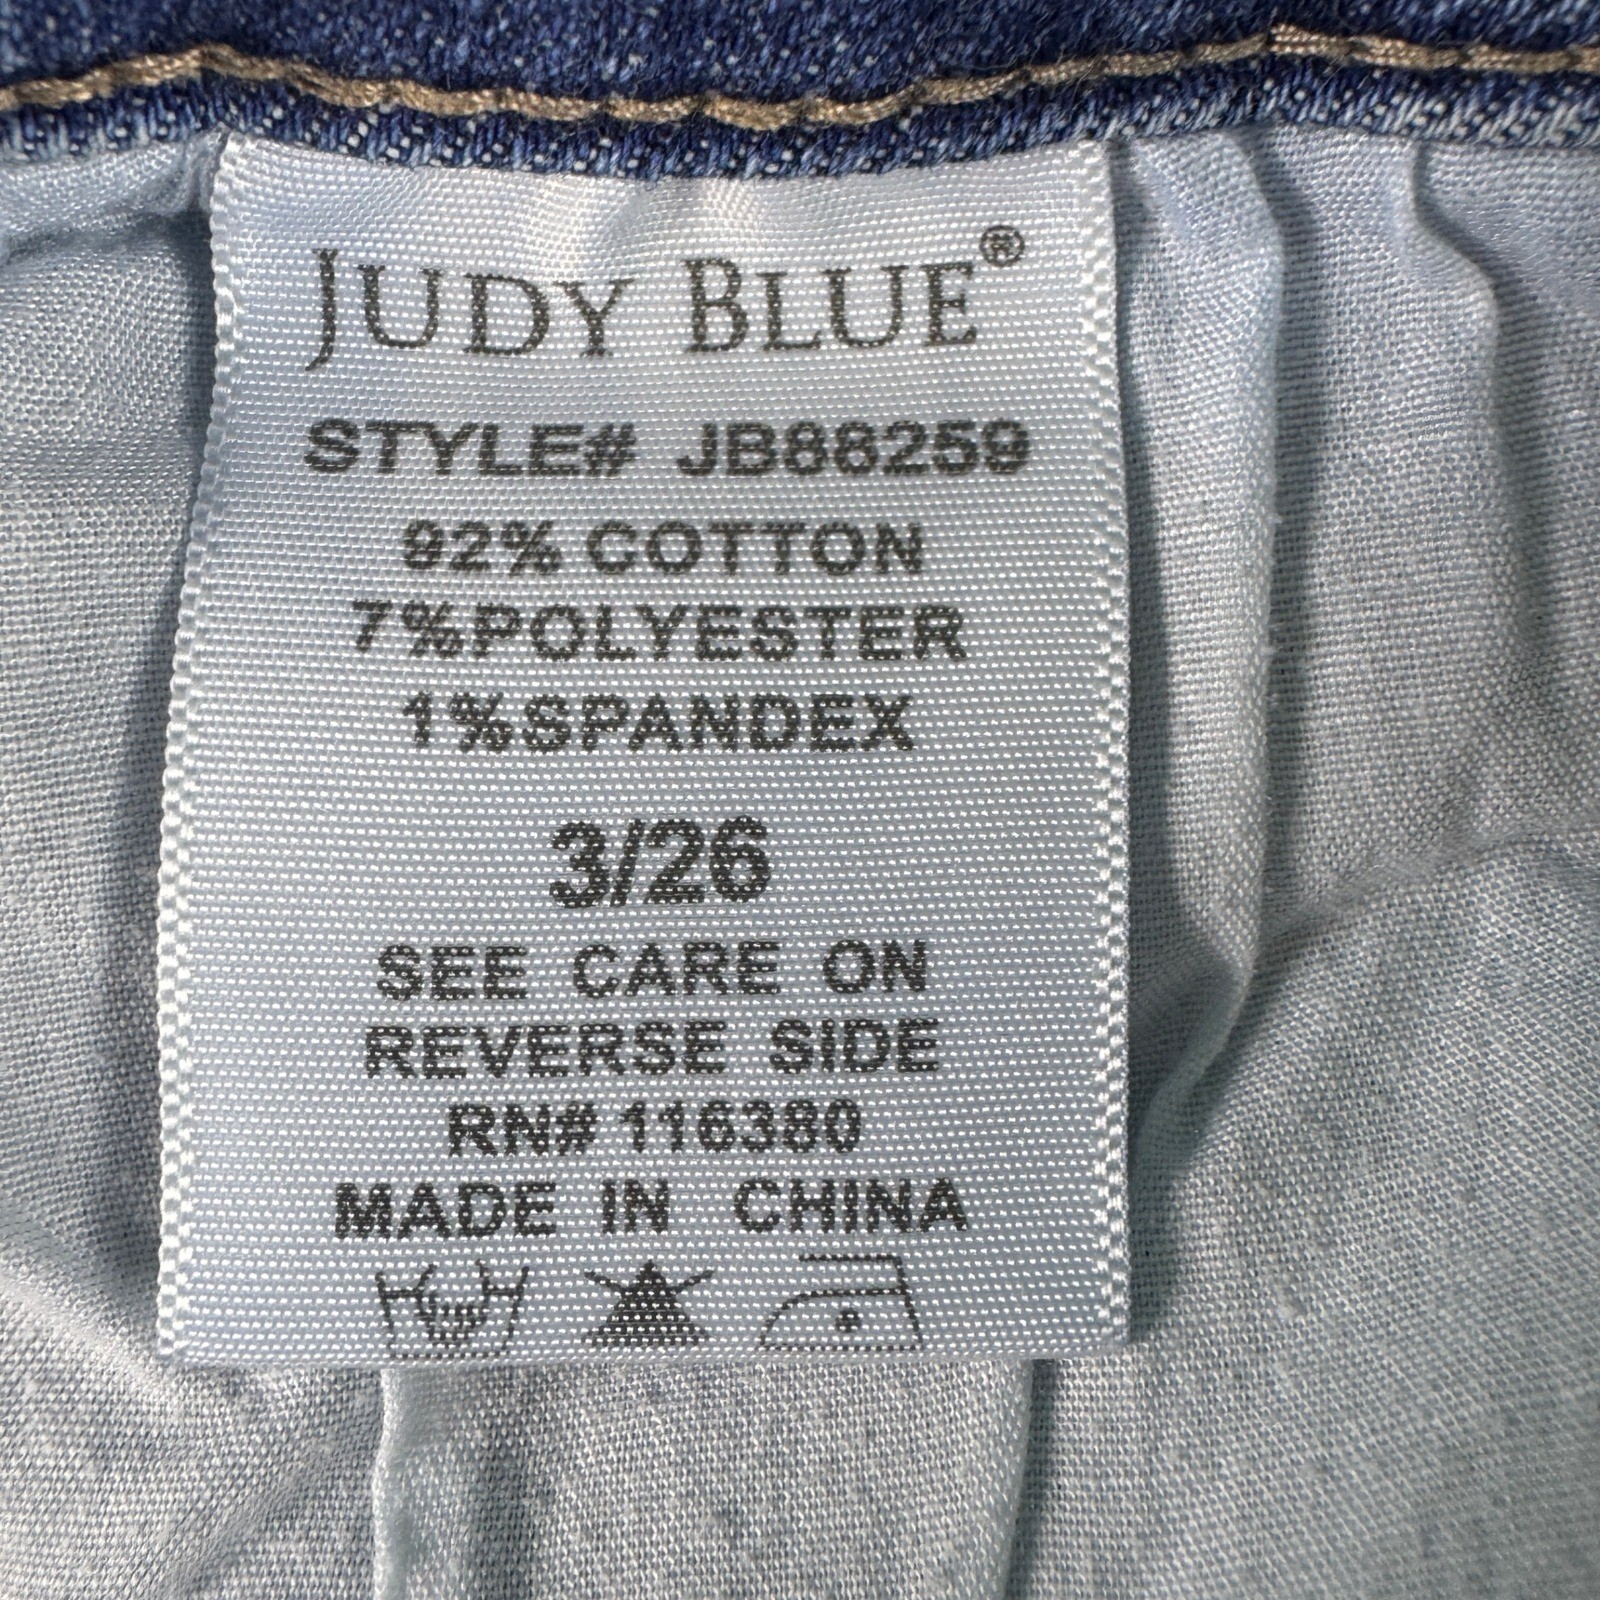 JUDY BLUE®
STYLE# JB88259
92% COTTON
7%POLYESTER
1%SPANDEX
3/26
SEE CARE ON
REVERSE SIDE
RN# 116380
MADE IN CHINA